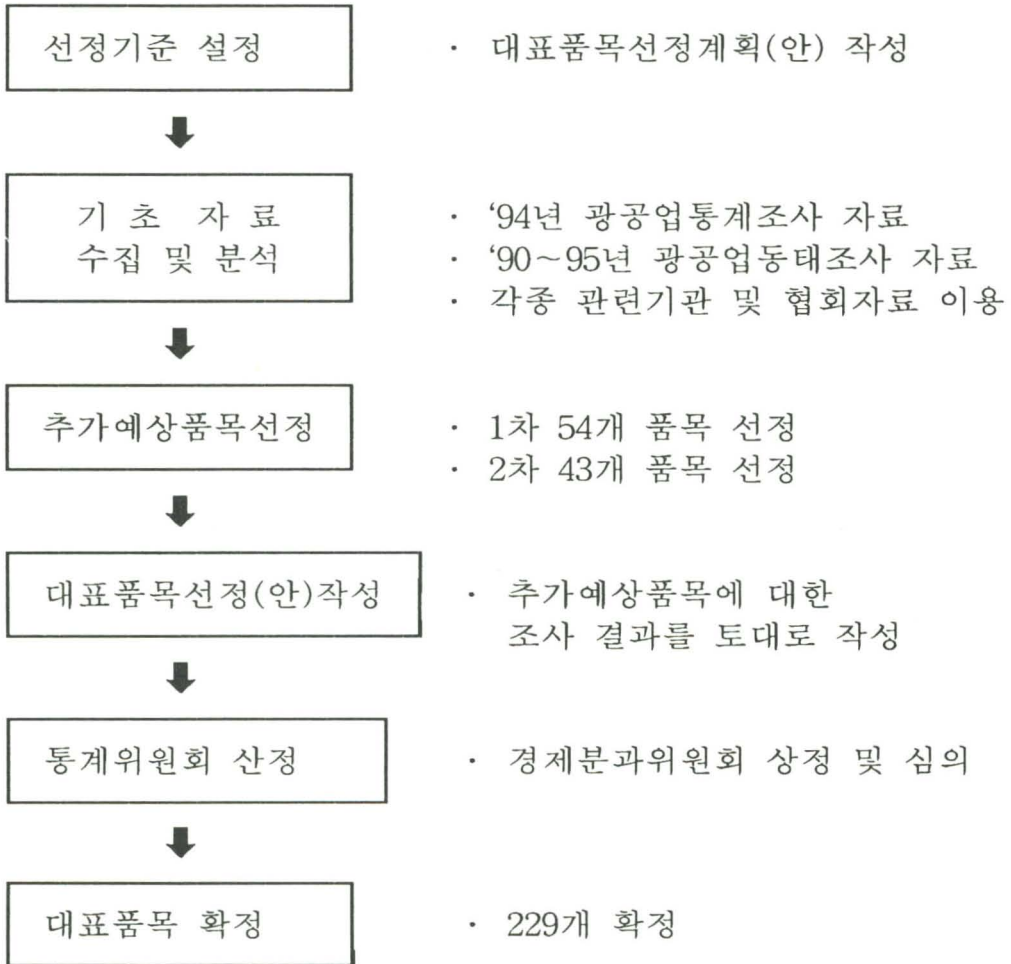 선정기준 설정
· 대표품목선정계획(안) 작성
기 초 자 료
수집 및 분석
· ‘94년 광공업통계조사 자료
· ‘90~95년 광공업동태조사 자료
· 각종 관련기관 및 협회자료 이용
추가예상품목선정
· 1차 54개 품목 선정
· 2차 43개 품목 선정
대표품목선정(안)작성
· 추가예상품목에 대한
조사 결과를 토대로 작성
통계위원회 산정
· 경제분과위원회 상정 및 심의
대표품목 확정
· 229개 확정